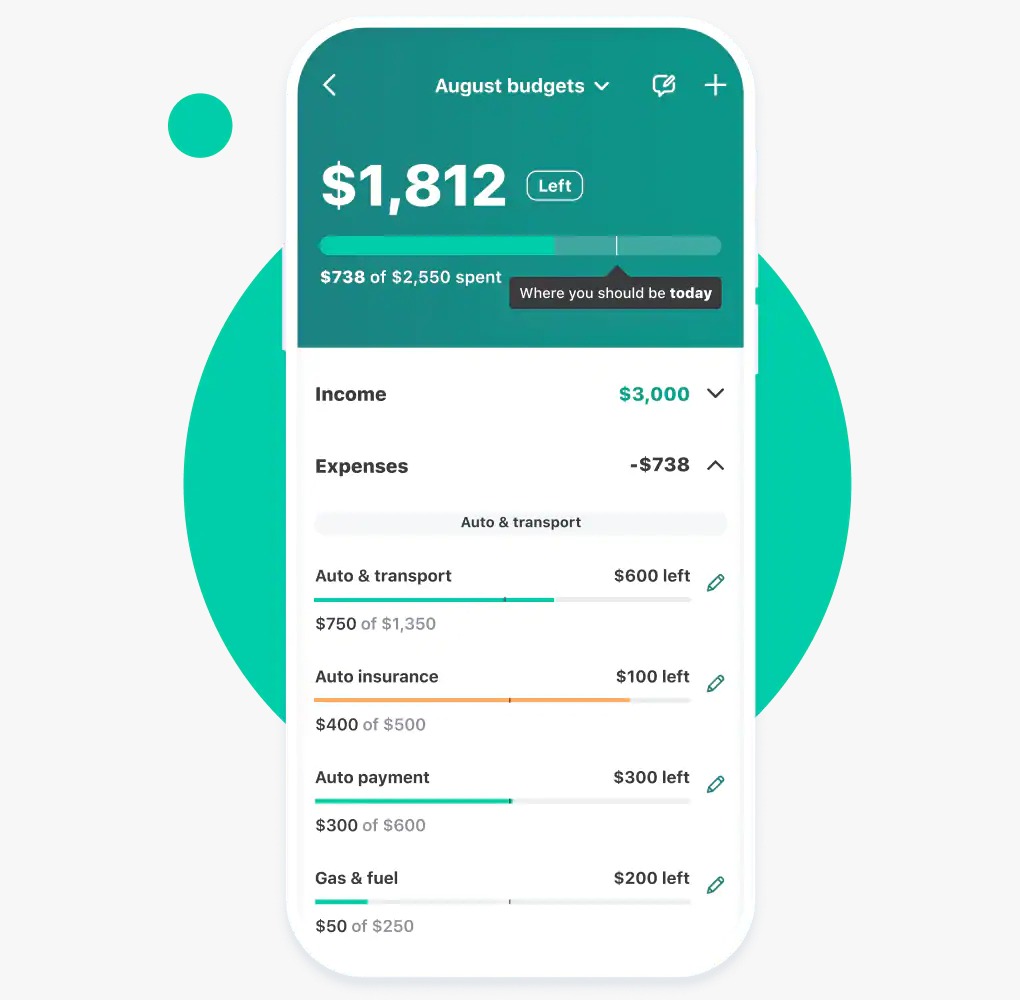 August budgets
$1,812 Left
$738 of $2,550 spent
Where you should be today
Income $3,000
Expenses -$738
Auto & transport
Auto & transport $600 left
$750 of $1,350
Auto insurance $100 left
$400 of $500
Auto payment $300 left
$300 of $600
Gas & fuel $200 left
$50 of $250